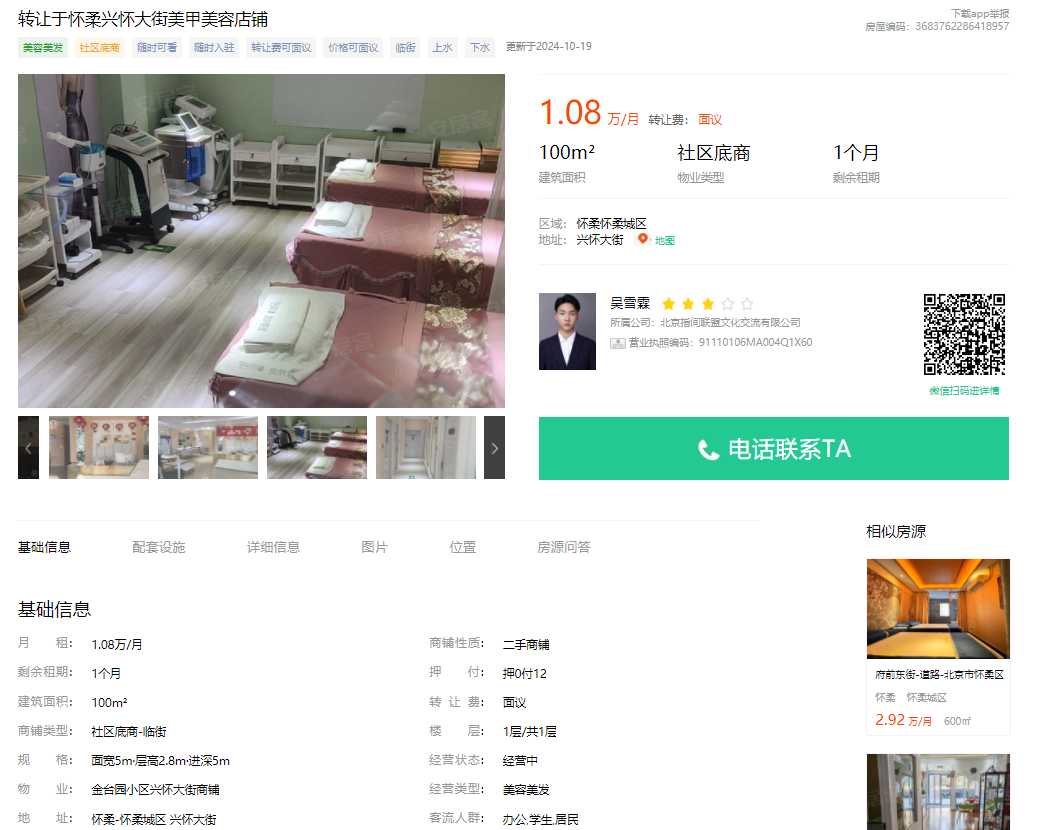 转让于怀柔兴怀大街美甲美容店铺
下载app举报
房屋编码：3683762286418957
美容美发 社区底商 随时可看 随时入驻 转让费可面议 价格可面议 临街 上水 下水 更新于2024-10-19
安居客
安居客
1.08 万/月 转让费： 面议
100m² 社区底商 1个月
建筑面积 物业类型 剩余租期
区域： 怀柔怀柔城区
地址： 兴怀大街 地图
吴雪霖
所属公司：北京指间联盟文化交流有限公司
营业执照编码：91110106MA004Q1X60
微信扫码进详情
电话联系TA
基础信息 配套设施 详细信息 图片 位置 房源问答
相似房源
基础信息
月 租： 1.08万/月 商铺性质： 二手商铺
剩余租期： 1个月 押 付： 押0付12
建筑面积： 100m² 转 让 费： 面议
商铺类型： 社区底商-临街 楼 层： 1层/共1层
规 格： 面宽5m·层高2.8m·进深5m 经营状态： 经营中
物 业： 金台园小区兴怀大街商铺 经营类型： 美容美发
地 址： 怀柔-怀柔城区 兴怀大街 客流人群： 办公,学生,居民
府前东街-道路-北京市怀柔区
怀柔 怀柔城区
2.92 万/月 600㎡